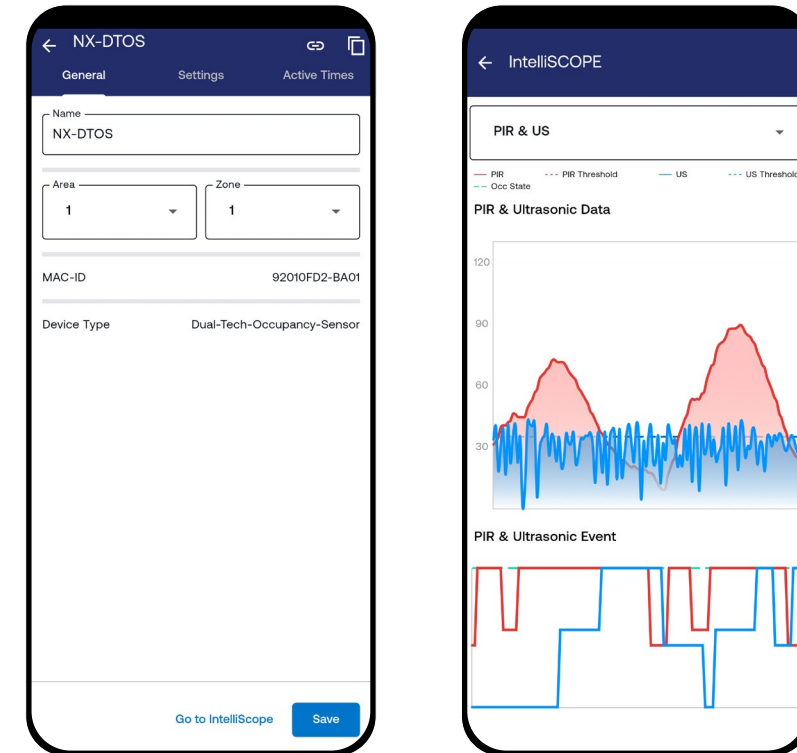 NX-DTOS
General Settings Active Times
Name
NX-DTOS
Area Zone
1 1
MAC-ID 92010FD2-BA01
Device Type Dual-Tech-Occupancy-Sensor
Go to IntelliScope Save
IntelliSCOPE
PIR & US
PIR PIR Threshold US US Threshold
Occ State
PIR & Ultrasonic Data
120
90
60
30
PIR & Ultrasonic Event